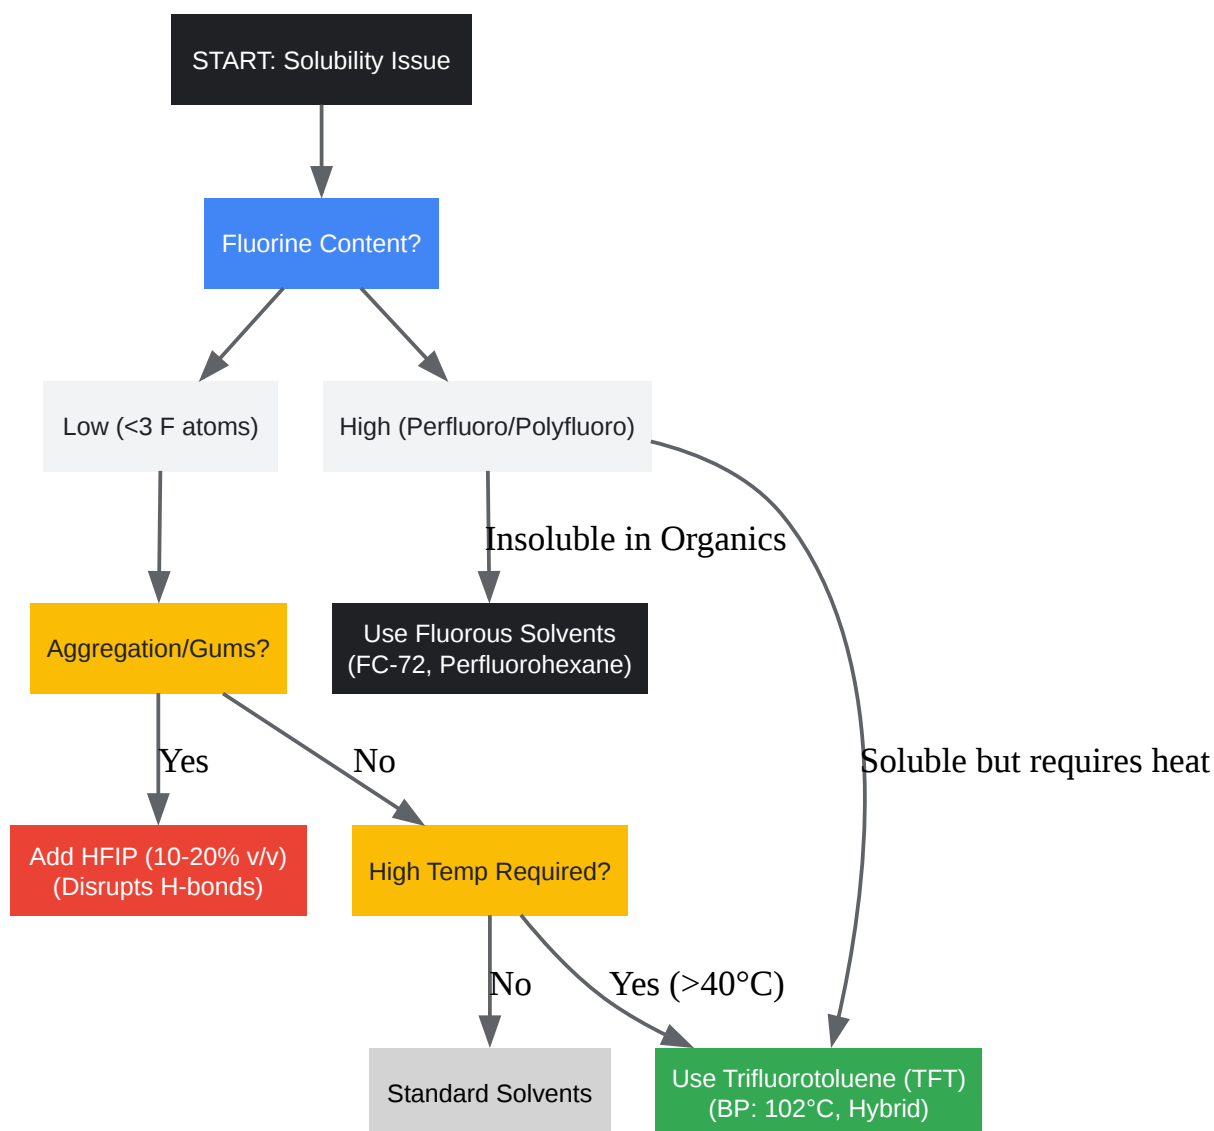 START: Solubility Issue
Fluorine Content?
Low (<3 F atoms)
High (Perfluoro/Polyfluoro)
Insoluble in Organics
Aggregation/Gums?
Use Fluorous Solvents
(FC-72, Perfluorohexane)
Yes
No
Soluble but requires heat
Add HFIP (10-20% v/v)
(Disrupts H-bonds)
High Temp Required?
No
Yes (>40°C)
Standard Solvents
Use Trifluorotoluene (TFT)
(BP: 102°C, Hybrid)